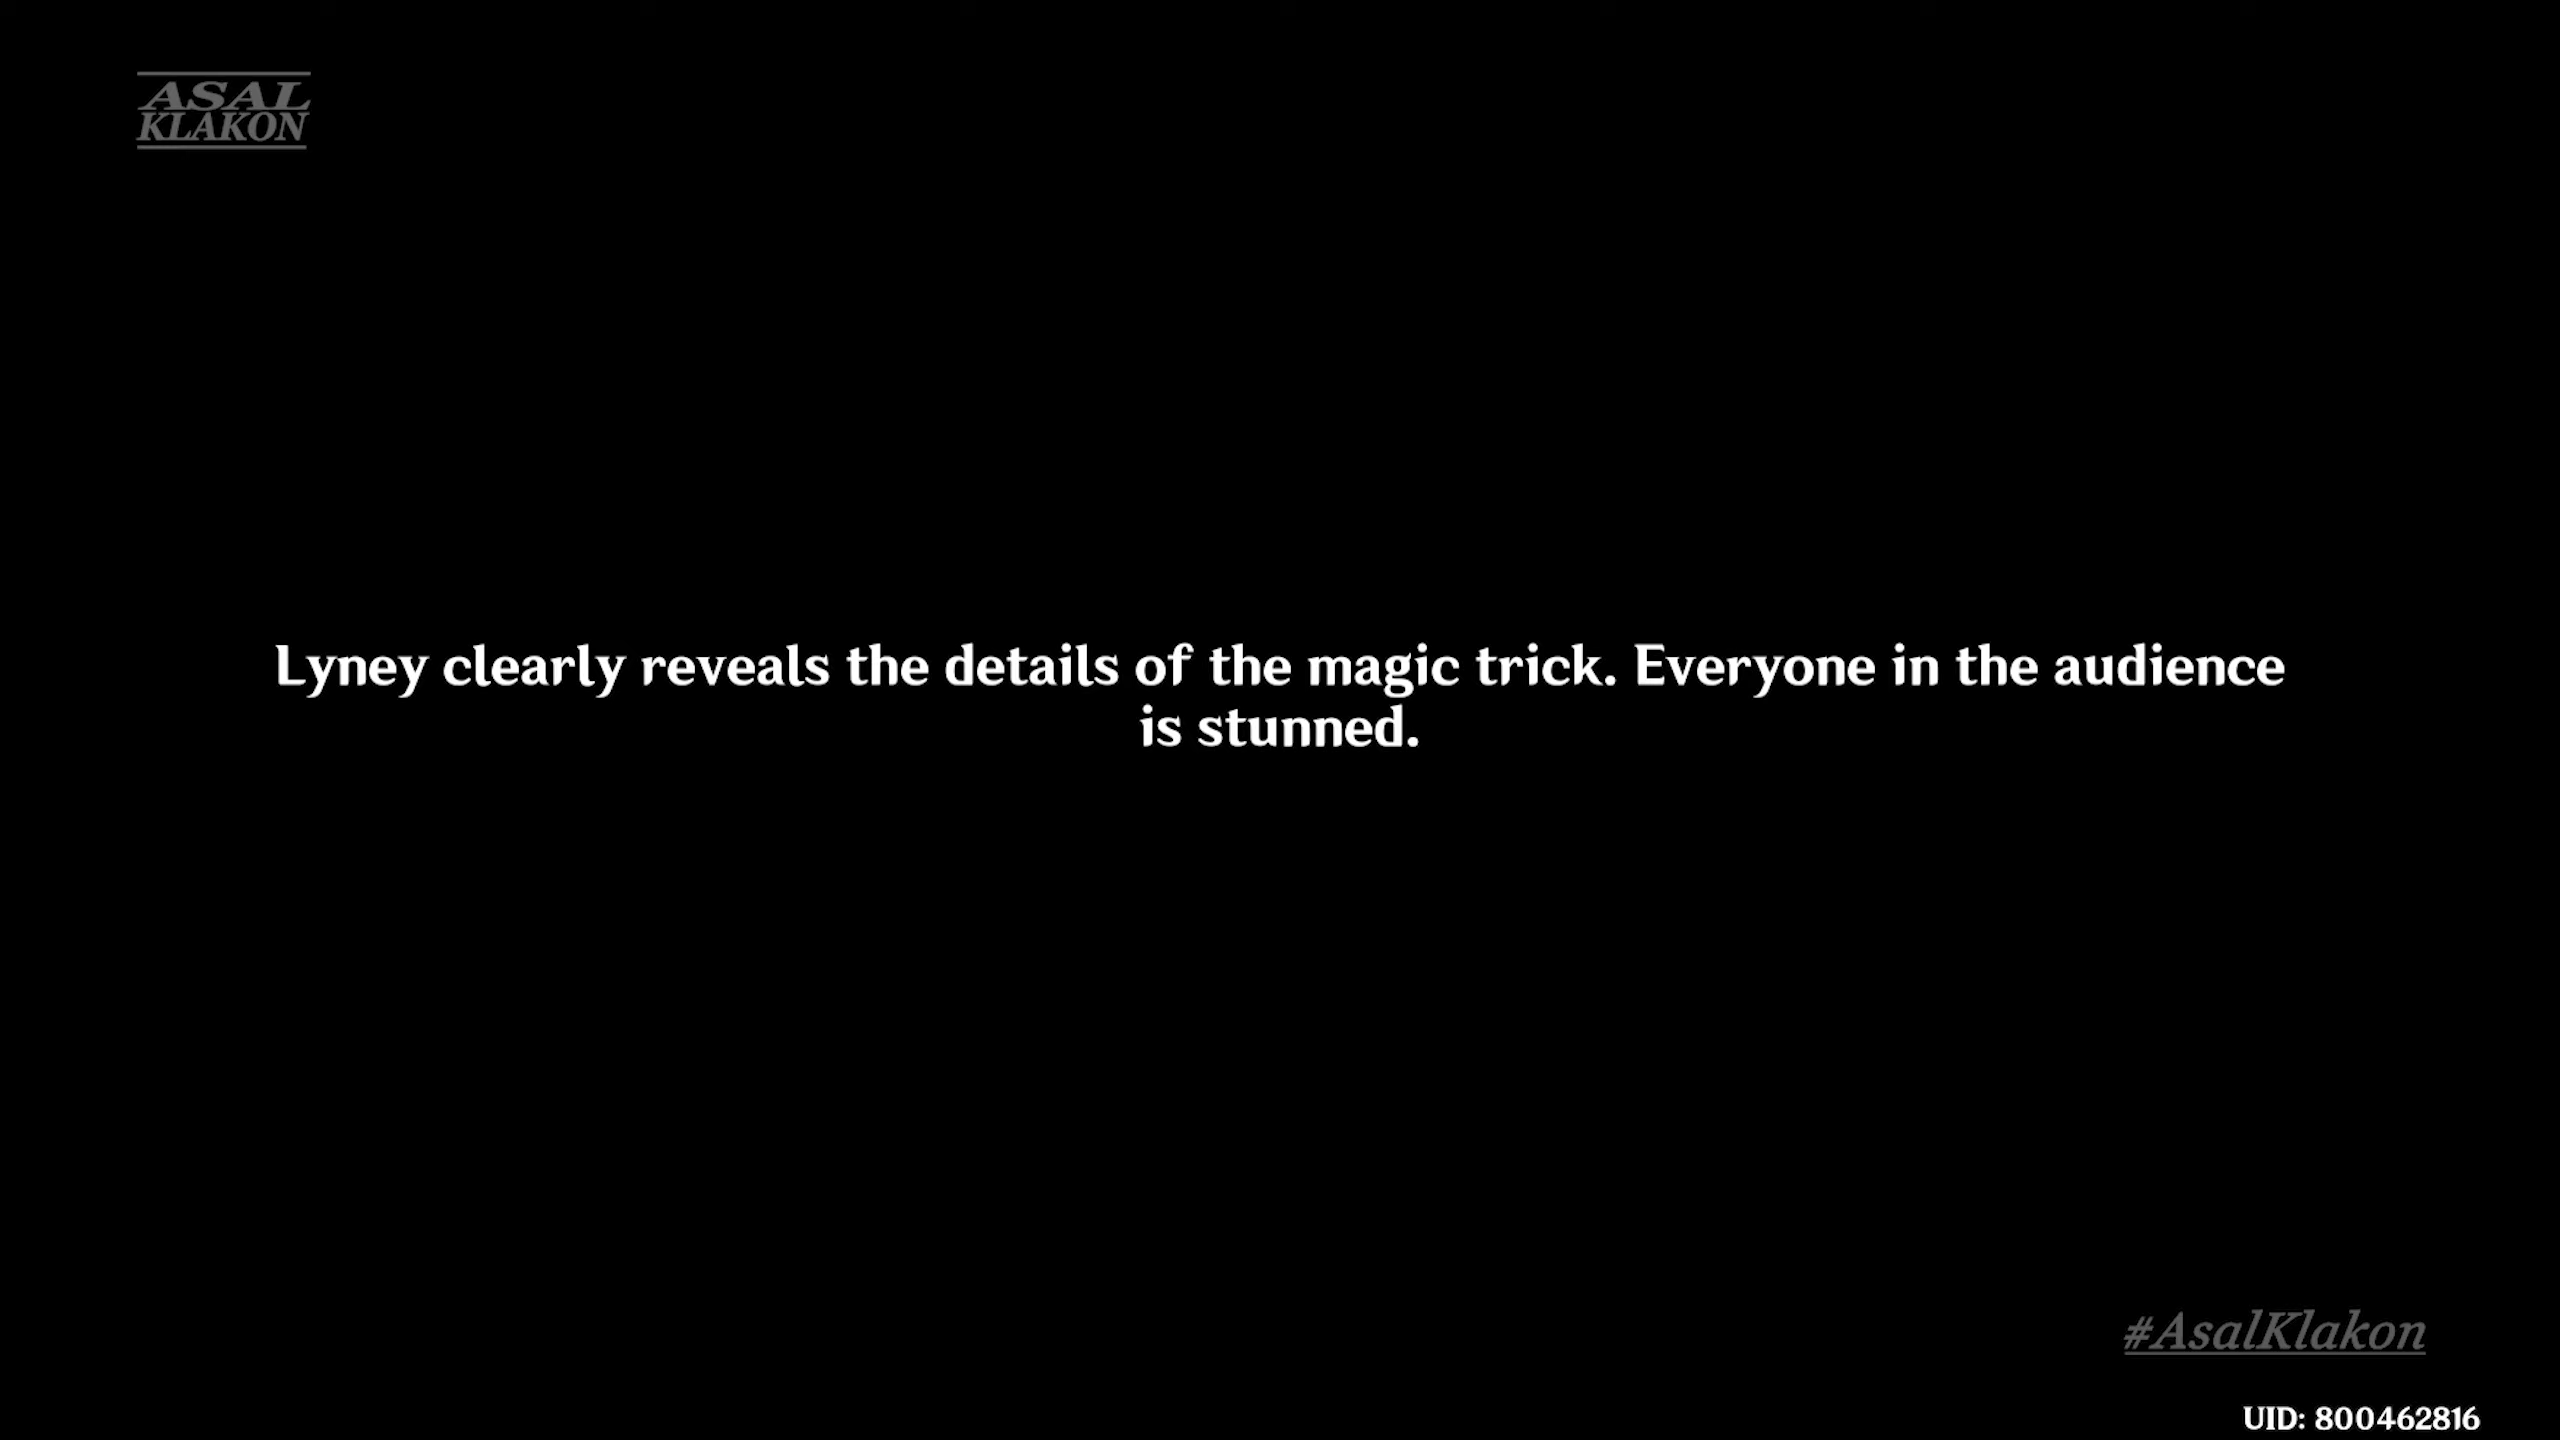 ASAL
KLAKON
Lyney clearly reveals the details of the magic trick. Everyone in the audience
is stunned.
#AsalKlakon
UID: 800462816